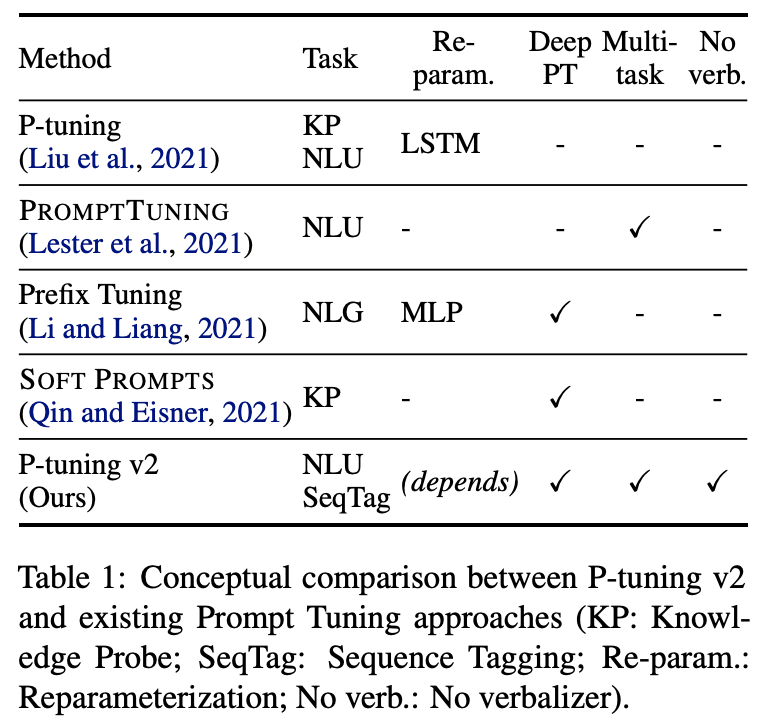 Method Task Re-param. Deep PT Multi-task No verb.
P-tuning (Liu et al., 2021) KP NLU LSTM - - -
PROMPTTUNING (Lester et al., 2021) NLU - - ✓ -
Prefix Tuning (Li and Liang, 2021) NLG MLP ✓ - -
SOFT PROMPTS (Qin and Eisner, 2021) KP - ✓ - -
P-tuning v2 (Ours) NLU SeqTag (depends) ✓ ✓ ✓
Table 1: Conceptual comparison between P-tuning v2
and existing Prompt Tuning approaches (KP: Knowl-
edge Probe; SeqTag: Sequence Tagging; Re-param.:
Reparameterization; No verb.: No verbalizer).